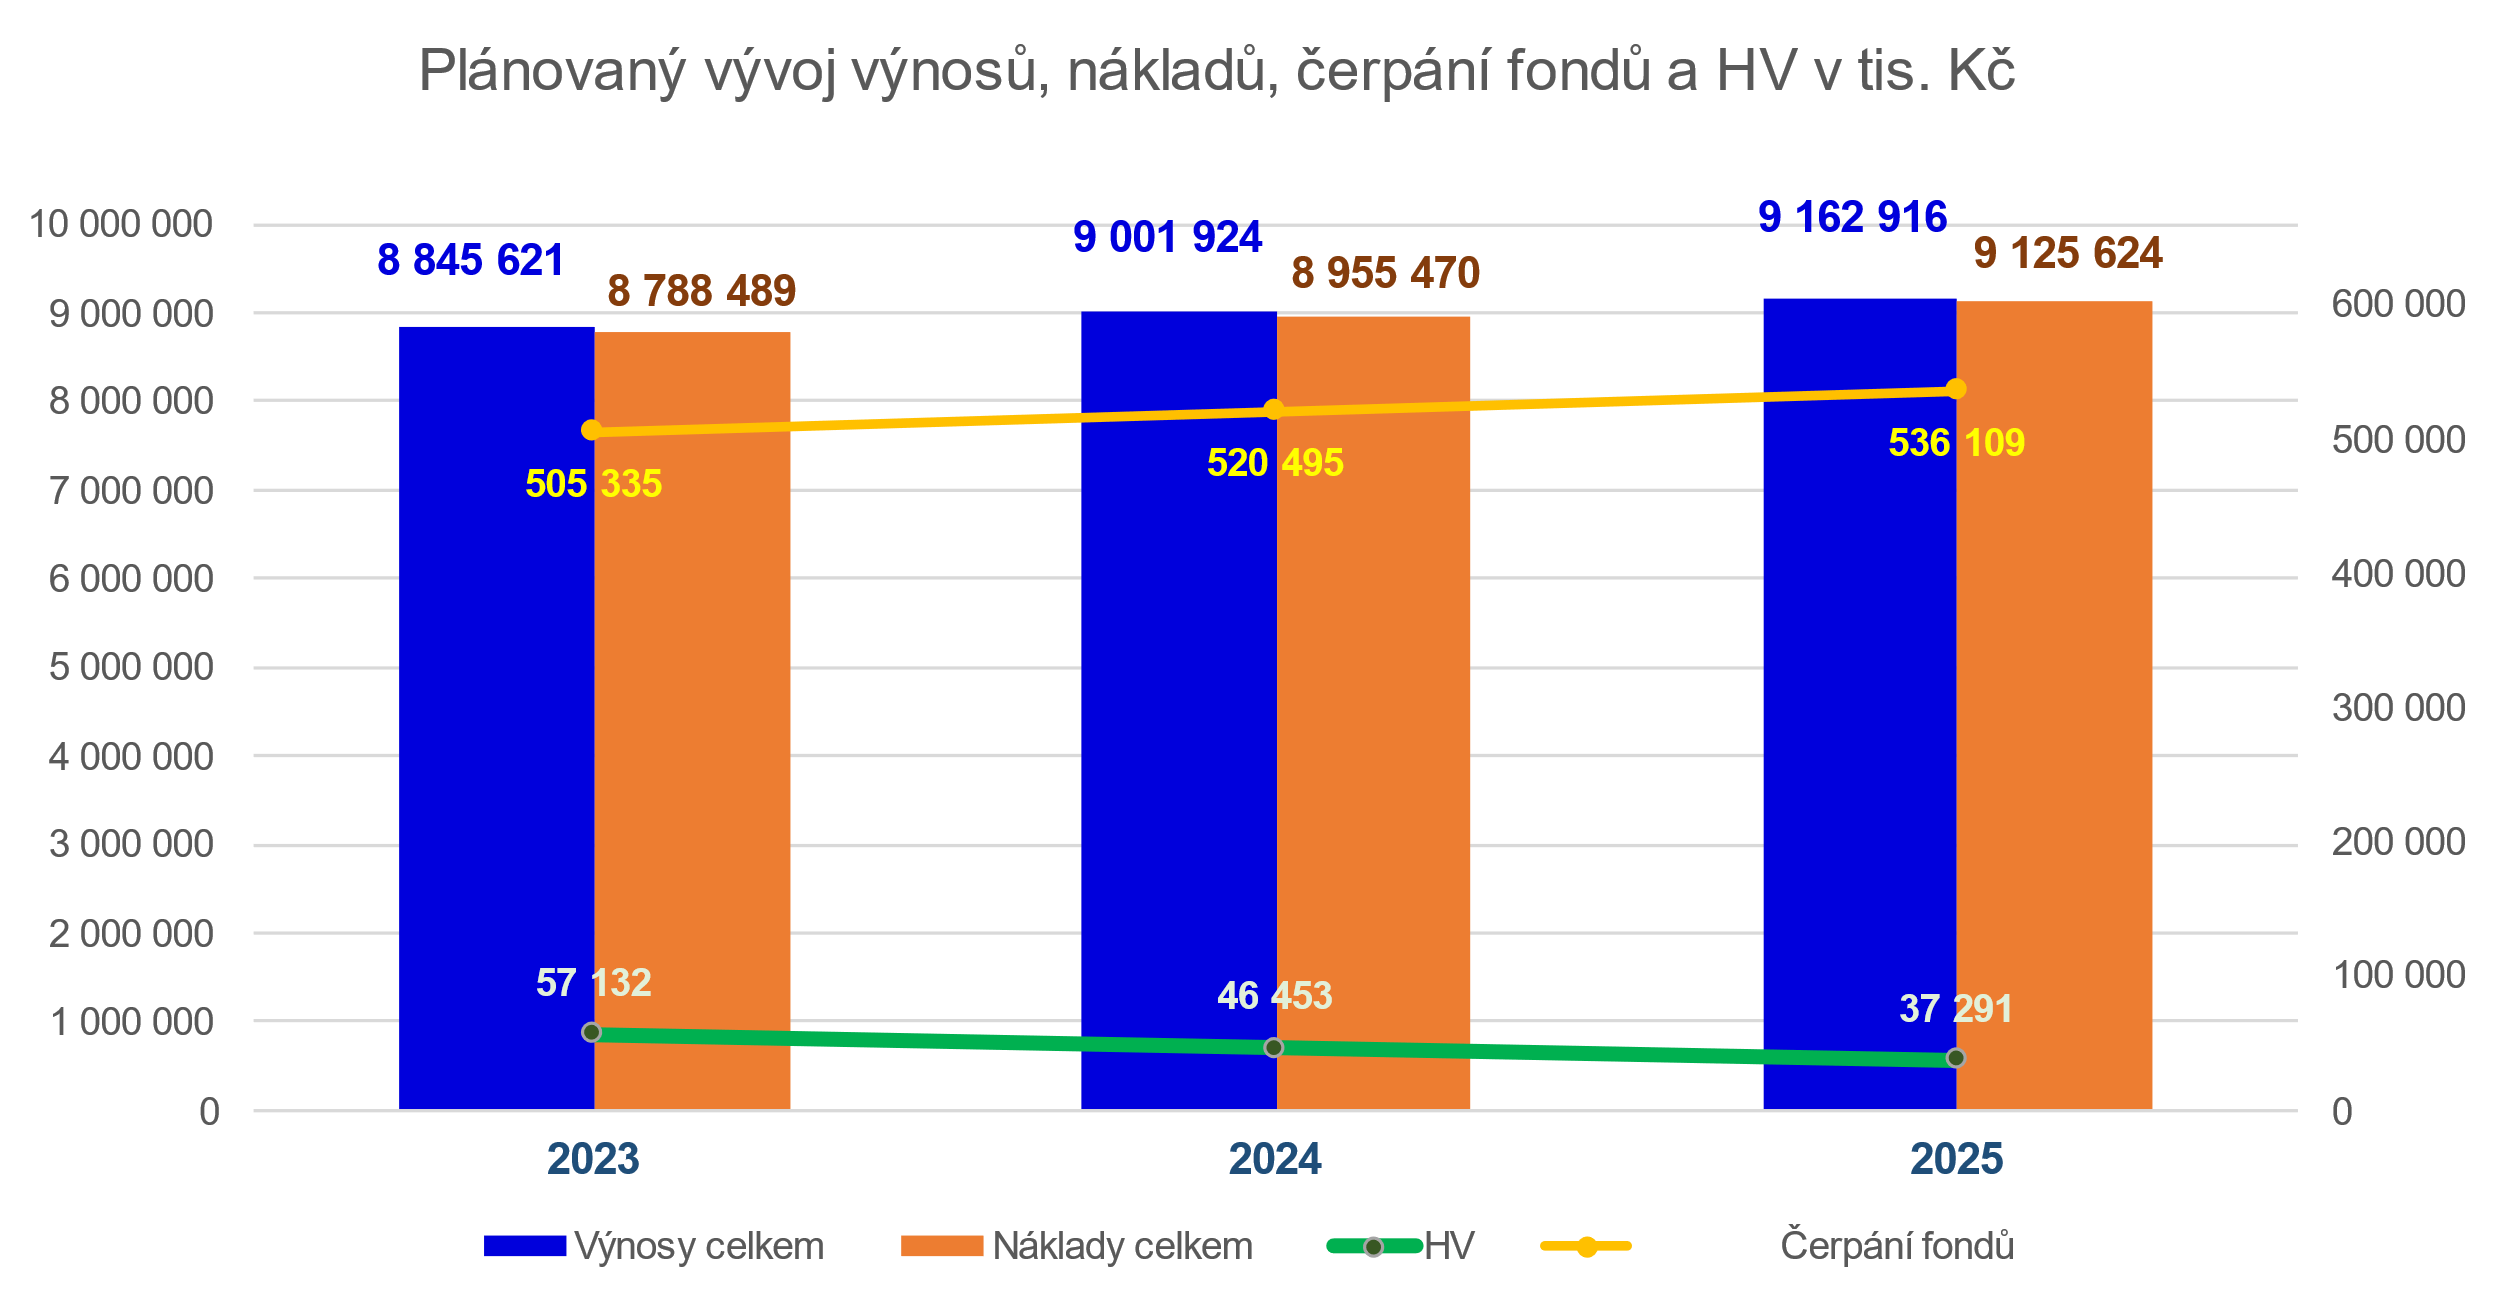 Plánovaný vývoj výnosů, nákladů, čerpání fondů a HV v tis. Kč
10 000 000
9 000 000
8 000 000
7 000 000
6 000 000
5 000 000
4 000 000
3 000 000
2 000 000
1 000 000
0
8 845 621
8 788 489
9 001 924
8 955 470
9 162 916
9 125 624
505 335
520 495
536 109
57 132
46 453
37 291
600 000
500 000
400 000
300 000
200 000
100 000
0
2023
2024
2025
Výnosy celkem
Náklady celkem
HV
Čerpání fondů